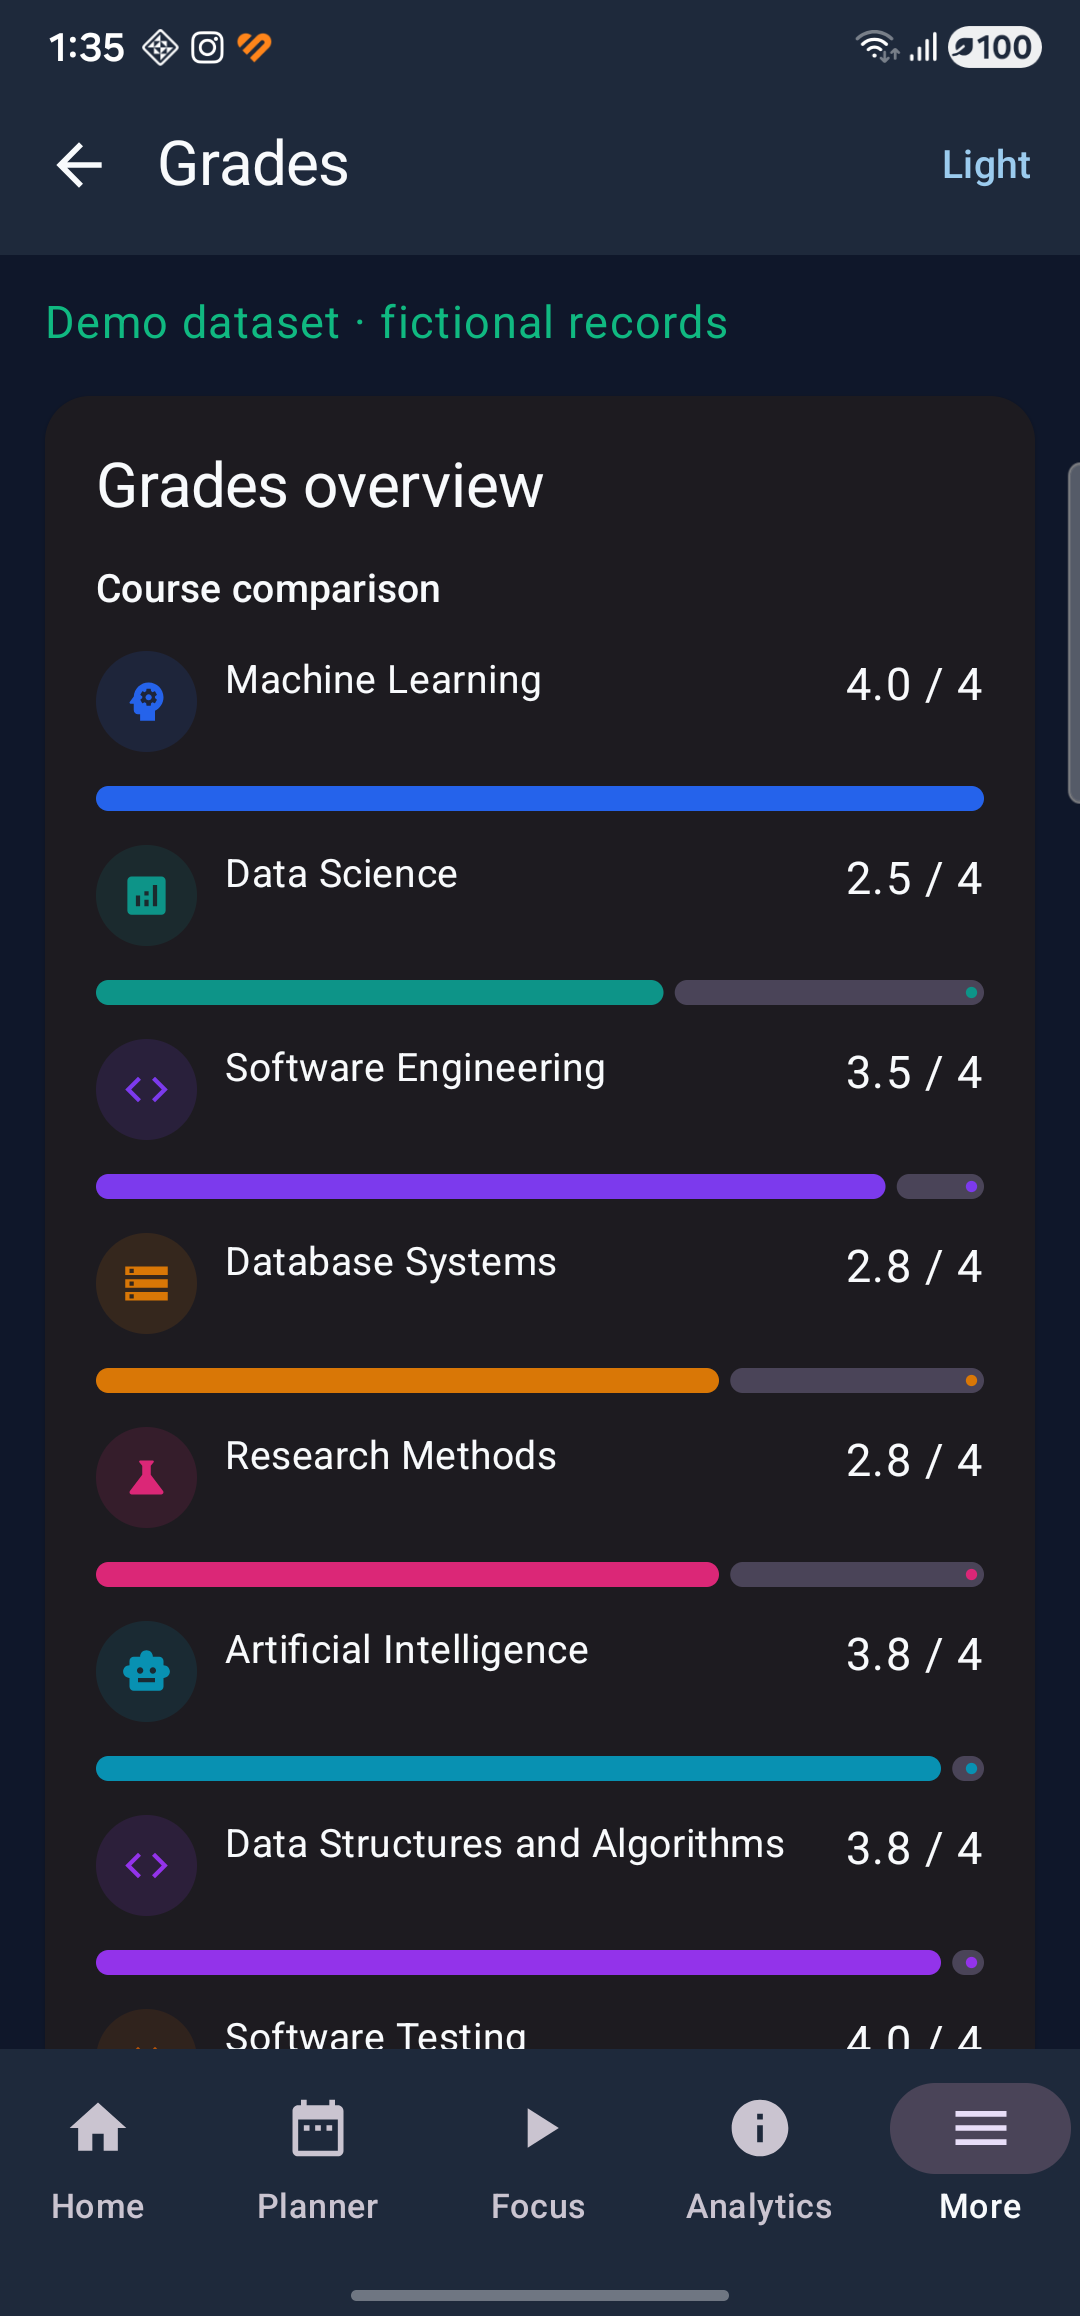 1:35
100
Grades
Light
Demo dataset · fictional records
Grades overview
Course comparison
Machine Learning
4.0 / 4
Data Science
2.5 / 4
Software Engineering
3.5 / 4
Database Systems
2.8 / 4
Research Methods
2.8 / 4
Artificial Intelligence
3.8 / 4
Data Structures and Algorithms
3.8 / 4
Software Testing
4.0 / 4
Home
Planner
Focus
Analytics
More